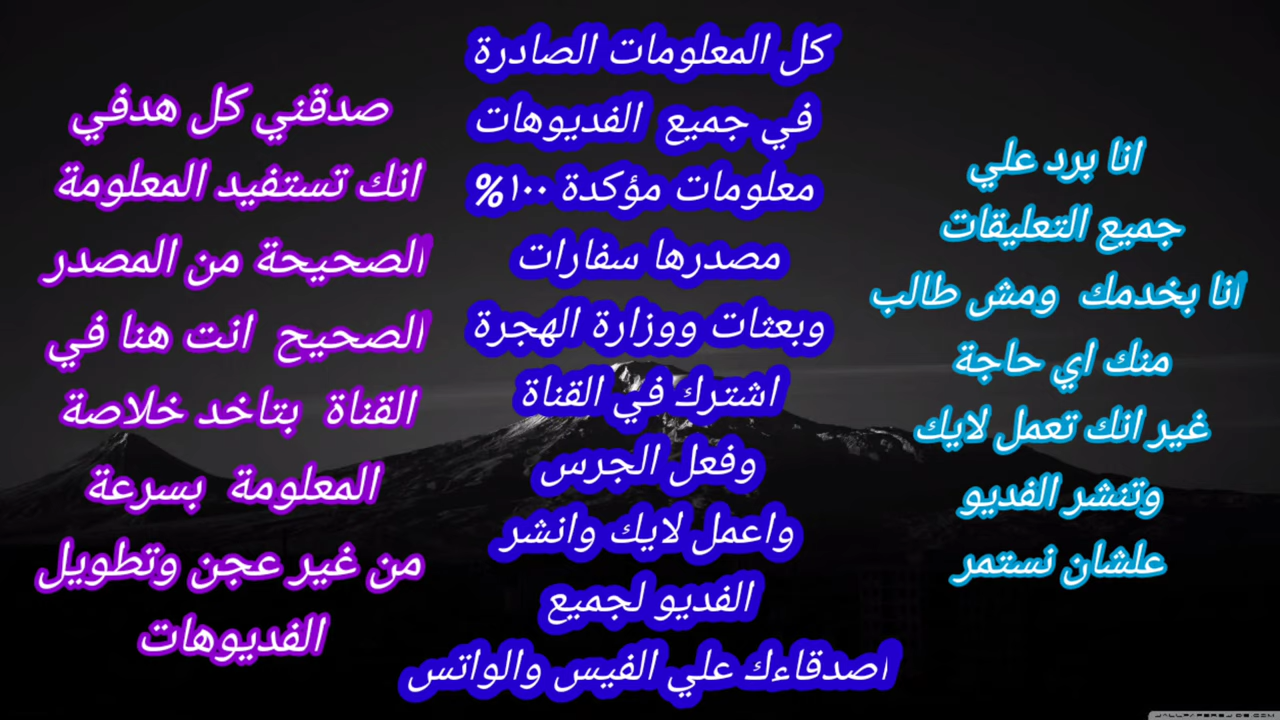 انا برد علي
جميع التعليقات
انا بخدمك ومش طالب
منك اي حاجة
غير انك تعمل لايك
وتنشر الفديو
علشان نستمر
كل المعلومات الصادرة
في جميع الفديوهات
معلومات مؤكدة ١٠٠%
مصدرها سفارات
وبعثات ووزارة الهجرة
اشترك في القناة
وفعل الجرس
واعمل لايك وانشر
الفديو لجميع
اصدقاءك علي الفيس والواتس
صدقني كل هدفي
انك تستفيد المعلومة
الصحيحة من المصدر
الصحيح انت هنا في
القناة بتاخد خلاصة
المعلومة بسرعة
من غير عجن وتطويل
الفديوهات